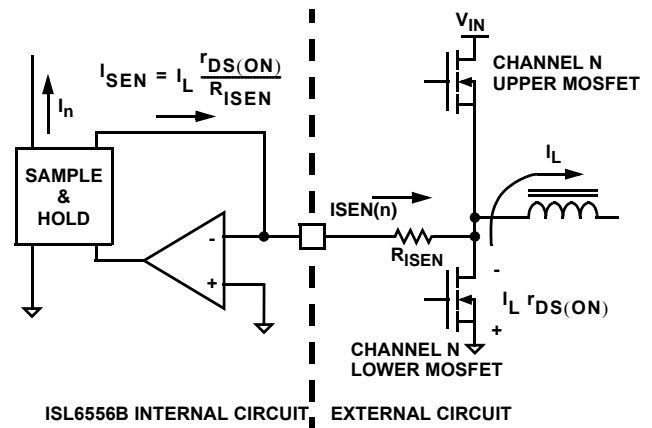 V_IN
CHANNEL N
UPPER MOSFET
I_SEN = I_L r_DS(ON) / R_ISEN
I_n
SAMPLE
&
HOLD
I_L
ISEN(n)
R_ISEN
-
+
-
I_L r_DS(ON)
+
CHANNEL N
LOWER MOSFET
ISL6556B INTERNAL CIRCUIT
EXTERNAL CIRCUIT